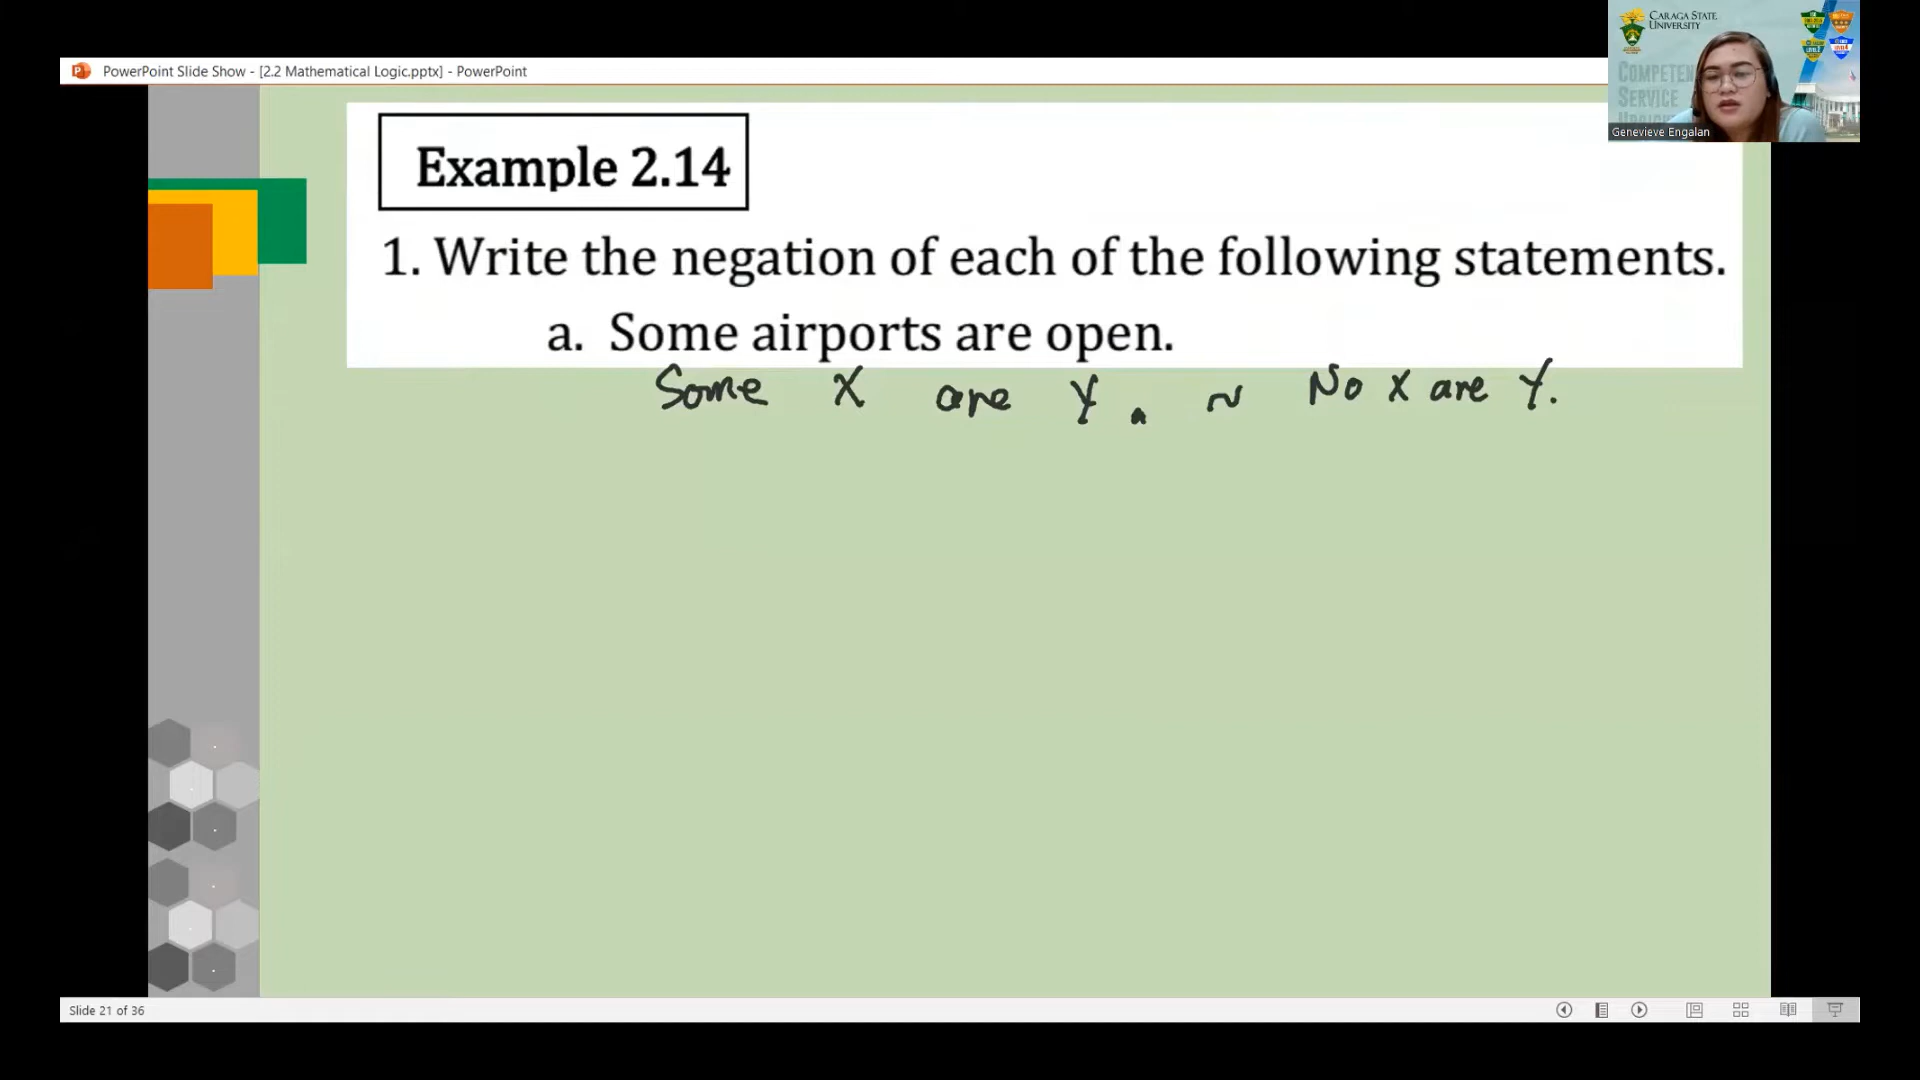 CARAGA STATE
UNIVERSITY
COMPETEN
SERVICE
Genevieve Engalan
PowerPoint Slide Show - [2.2 Mathematical Logic.pptx] - PowerPoint
Example 2.14
1. Write the negation of each of the following statements.
a. Some airports are open.
Some X are Y. ~ No X are Y.
Slide 21 of 36